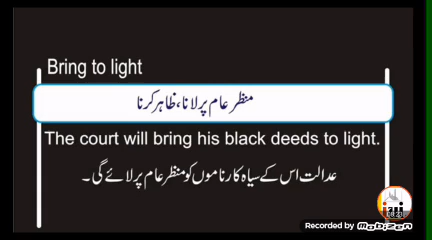 Bring to light
منظر عام پر لانا، ظاہر کرنا
The court will bring his black deeds to light.
عدالت اس کے سیاہ کارناموں کو منظر عام پر لائے گی۔
Recorded by